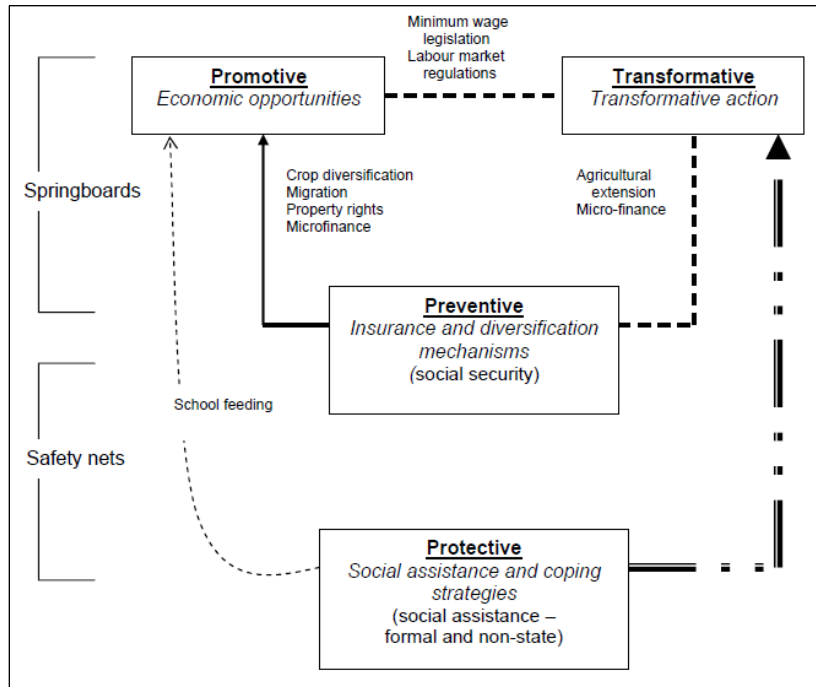 Minimum wage
legislation
Labour market
regulations
Promotive
Economic opportunities
Transformative
Transformative action
Springboards
Crop diversification
Migration
Property rights
Microfinance
Agricultural
extension
Micro-finance
Preventive
Insurance and diversification
mechanisms
(social security)
School feeding
Safety nets
Protective
Social assistance and coping
strategies
(social assistance –
formal and non-state)